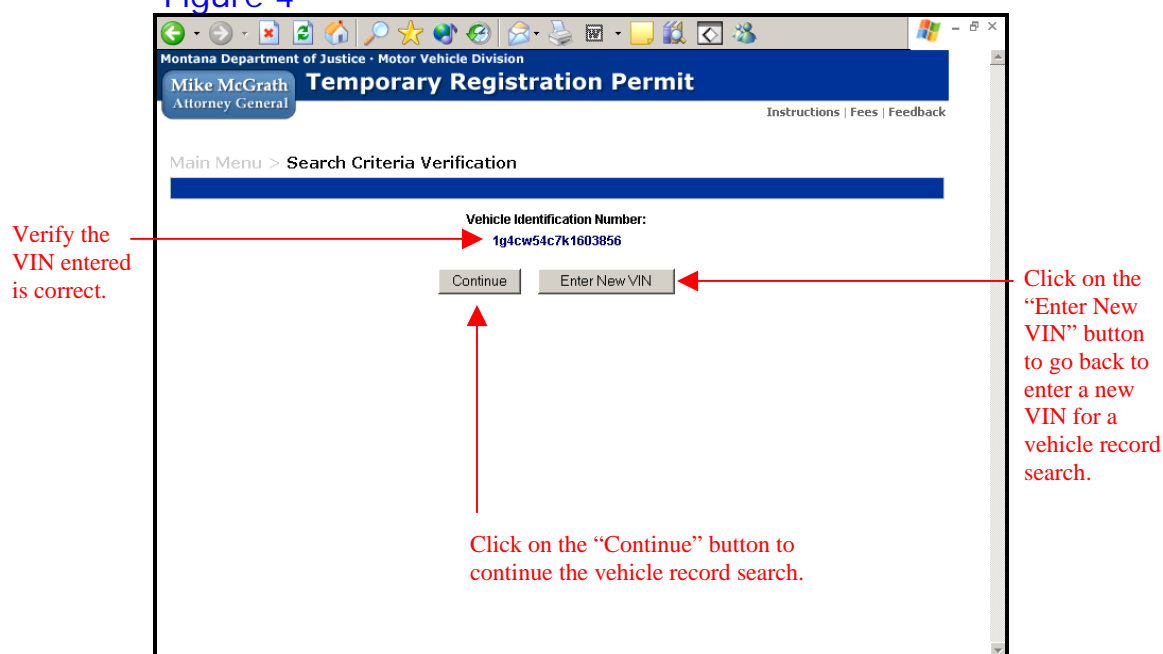 Figure 4
Montana Department of Justice · Motor Vehicle Division
Mike McGrath
Attorney General
Temporary Registration Permit
Instructions | Fees | Feedback
Main Menu > Search Criteria Verification
Vehicle Identification Number:
1g4cw54c7k1603856
Continue
Enter New VIN
Verify the
VIN entered
is correct.
Click on the
“Enter New
VIN” button
to go back to
enter a new
VIN for a
vehicle record
search.
Click on the “Continue” button to
continue the vehicle record search.